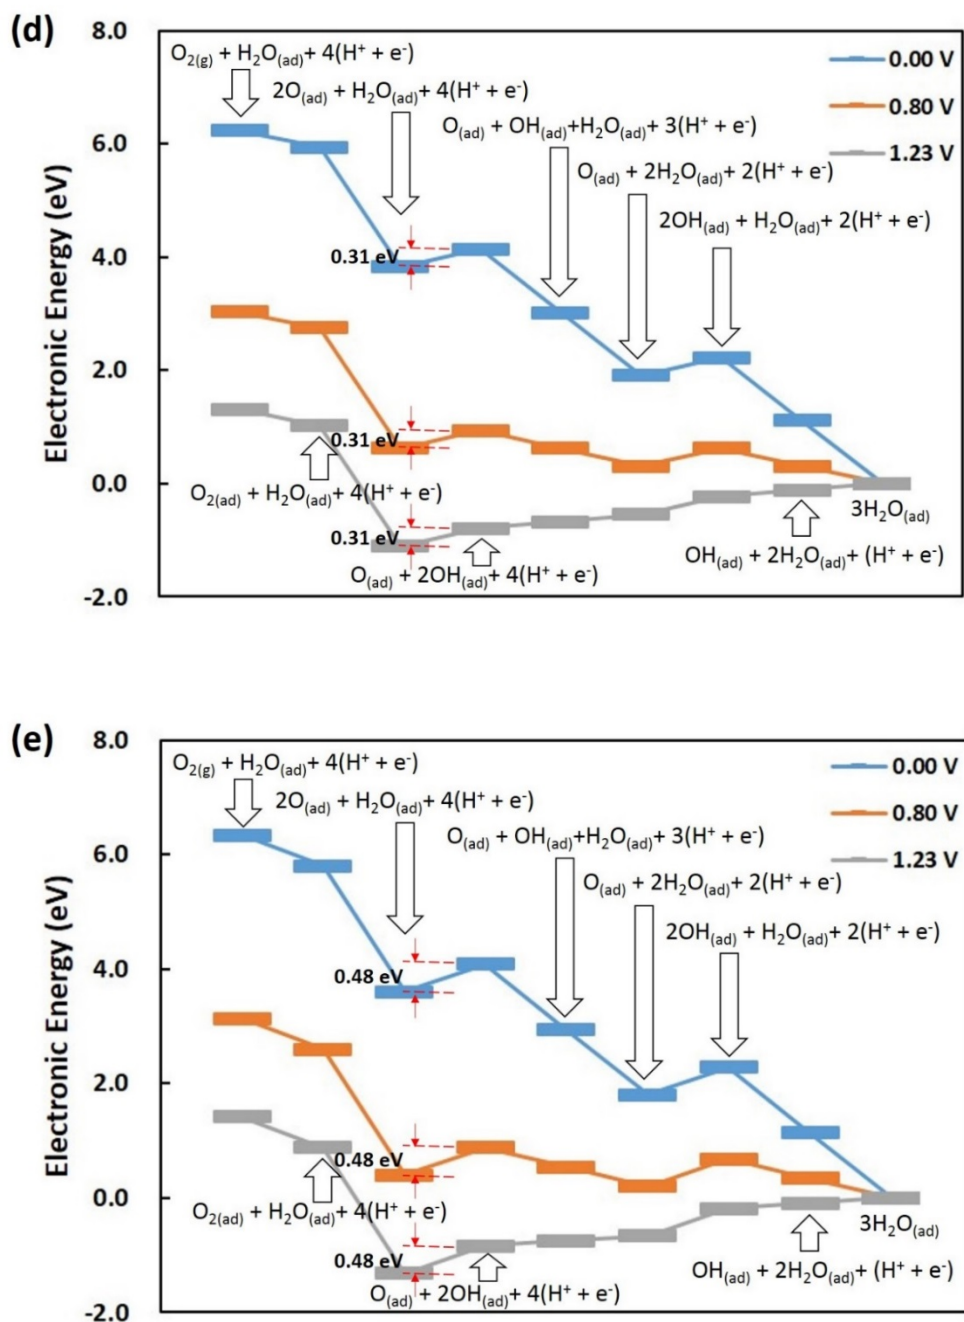 (d)
8.0
6.0
4.0
2.0
0.0
-2.0
Electronic Energy (eV)
0.00 V
0.80 V
1.23 V
O2(g) + H2O(ad)+ 4(H+ + e-)
2O(ad) + H2O(ad)+ 4(H+ + e-)
O(ad) + OH(ad)+H2O(ad)+ 3(H+ + e-)
O(ad) + 2H2O(ad)+ 2(H+ + e-)
2OH(ad) + H2O(ad)+ 2(H+ + e-)
0.31 eV
0.31 eV
O2(ad) + H2O(ad)+ 4(H+ + e-)
0.31 eV
3H2O(ad)
O(ad) + 2OH(ad)+ 4(H+ + e-)
OH(ad) + 2H2O(ad)+ (H+ + e-)
(e)
8.0
6.0
4.0
2.0
0.0
-2.0
Electronic Energy (eV)
0.00 V
0.80 V
1.23 V
O2(g) + H2O(ad)+ 4(H+ + e-)
2O(ad) + H2O(ad)+ 4(H+ + e-)
O(ad) + OH(ad)+H2O(ad)+ 3(H+ + e-)
O(ad) + 2H2O(ad)+ 2(H+ + e-)
2OH(ad) + H2O(ad)+ 2(H+ + e-)
0.48 eV
0.48 eV
O2(ad) + H2O(ad)+ 4(H+ + e-)
3H2O(ad)
0.48 eV
O(ad) + 2OH(ad)+ 4(H+ + e-)
OH(ad) + 2H2O(ad)+ (H+ + e-)